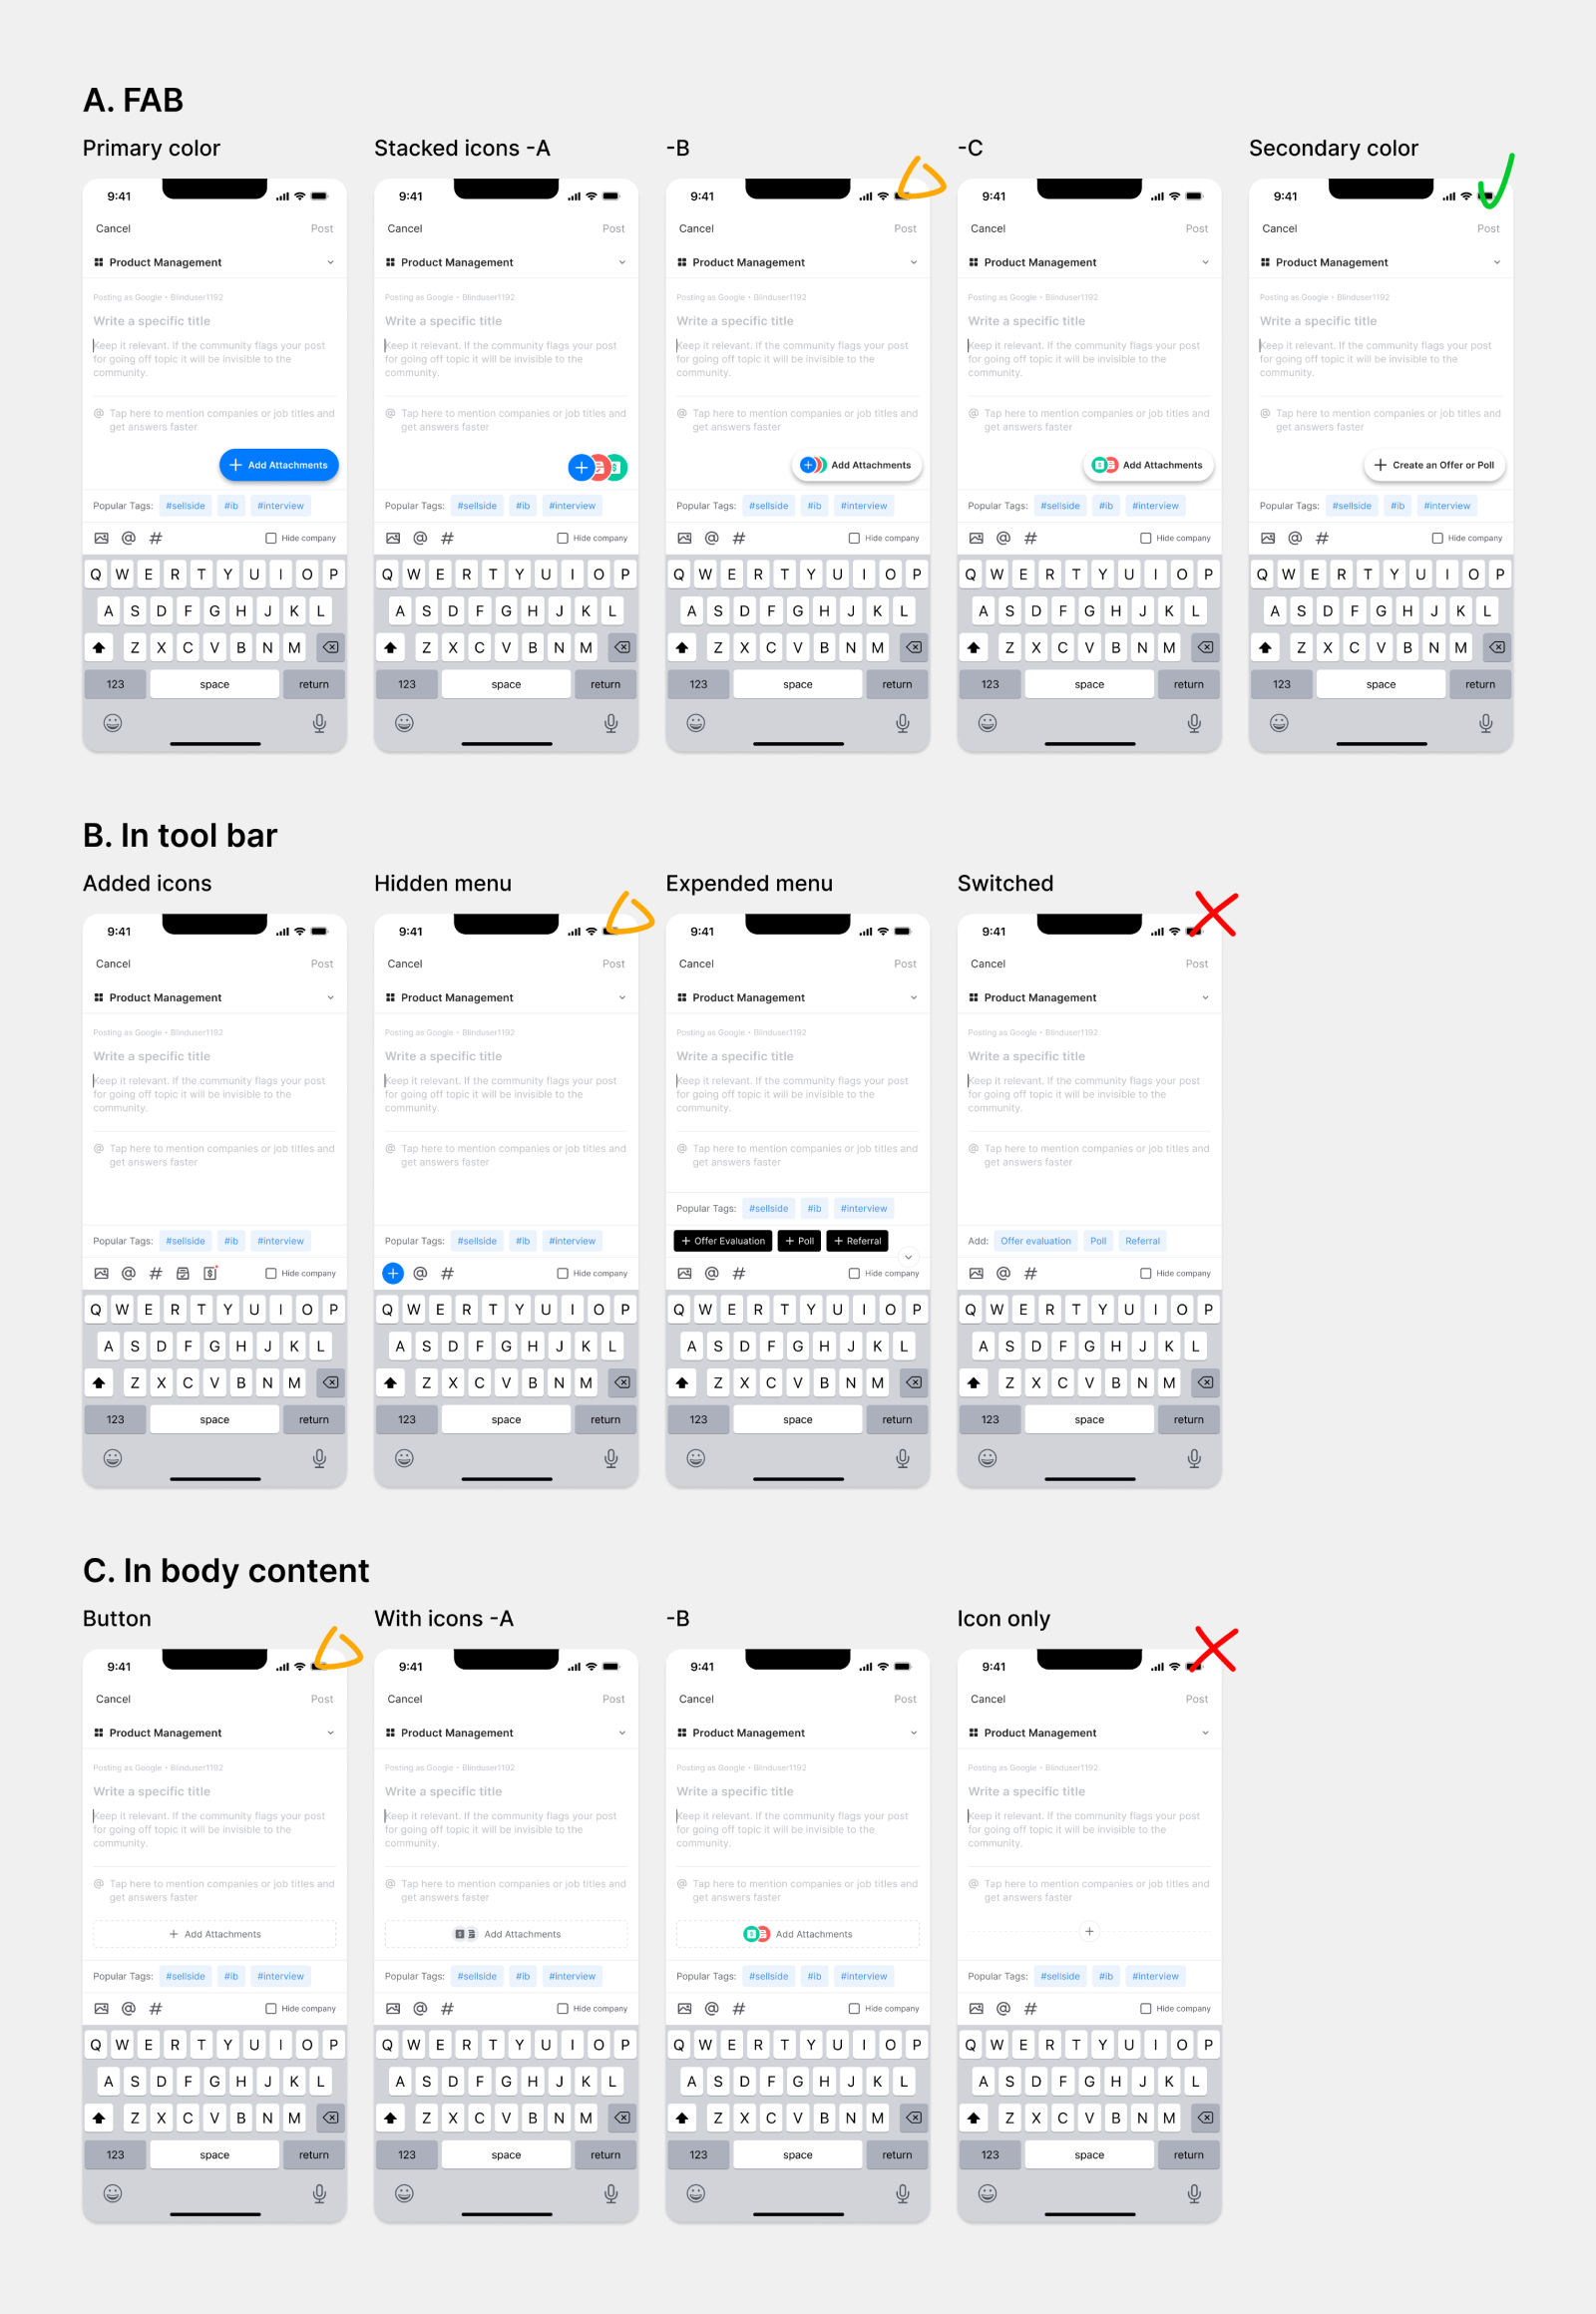 A. FAB
Primary color
9:41
Cancel Post
Product Management
Posting as Google • Blinduser1192
Write a specific title
Keep it relevant. If the community flags your post
for going off topic it will be invisible to the
community.
@ Tap here to mention companies or job titles and
get answers faster
+ Add Attachments
Popular Tags: #sellside #ib #interview
@ # Hide company
Q W E R T Y U I O P
A S D F G H J K L
Z X C V B N M
123 space return
Stacked icons -A
9:41
Cancel Post
Product Management
Posting as Google • Blinduser1192
Write a specific title
Keep it relevant. If the community flags your post
for going off topic it will be invisible to the
community.
@ Tap here to mention companies or job titles and
get answers faster
Popular Tags: #sellside #ib #interview
@ # Hide company
Q W E R T Y U I O P
A S D F G H J K L
Z X C V B N M
123 space return
-B
9:41
Cancel Post
Product Management
Posting as Google • Blinduser1192
Write a specific title
Keep it relevant. If the community flags your post
for going off topic it will be invisible to the
community.
@ Tap here to mention companies or job titles and
get answers faster
Add Attachments
Popular Tags: #sellside #ib #interview
@ # Hide company
Q W E R T Y U I O P
A S D F G H J K L
Z X C V B N M
123 space return
-C
9:41
Cancel Post
Product Management
Posting as Google • Blinduser1192
Write a specific title
Keep it relevant. If the community flags your post
for going off topic it will be invisible to the
community.
@ Tap here to mention companies or job titles and
get answers faster
Add Attachments
Popular Tags: #sellside #ib #interview
@ # Hide company
Q W E R T Y U I O P
A S D F G H J K L
Z X C V B N M
123 space return
Secondary color
9:41
Cancel Post
Product Management
Posting as Google • Blinduser1192
Write a specific title
Keep it relevant. If the community flags your post
for going off topic it will be invisible to the
community.
@ Tap here to mention companies or job titles and
get answers faster
+ Create an Offer or Poll
Popular Tags: #sellside #ib #interview
@ # Hide company
Q W E R T Y U I O P
A S D F G H J K L
Z X C V B N M
123 space return
B. In tool bar
Added icons
9:41
Cancel Post
Product Management
Posting as Google • Blinduser1192
Write a specific title
Keep it relevant. If the community flags your post
for going off topic it will be invisible to the
community.
@ Tap here to mention companies or job titles and
get answers faster
Popular Tags: #sellside #ib #interview
@ # Hide company
Q W E R T Y U I O P
A S D F G H J K L
Z X C V B N M
123 space return
Hidden menu
9:41
Cancel Post
Product Management
Posting as Google • Blinduser1192
Write a specific title
Keep it relevant. If the community flags your post
for going off topic it will be invisible to the
community.
@ Tap here to mention companies or job titles and
get answers faster
Popular Tags: #sellside #ib #interview
@ # Hide company
Q W E R T Y U I O P
A S D F G H J K L
Z X C V B N M
123 space return
Expended menu
9:41
Cancel Post
Product Management
Posting as Google • Blinduser1192
Write a specific title
Keep it relevant. If the community flags your post
for going off topic it will be invisible to the
community.
@ Tap here to mention companies or job titles and
get answers faster
Popular Tags: #sellside #ib #interview
+ Offer Evaluation + Poll + Referral
@ # Hide company
Q W E R T Y U I O P
A S D F G H J K L
Z X C V B N M
123 space return
Switched
9:41
Cancel Post
Product Management
Posting as Google • Blinduser1192
Write a specific title
Keep it relevant. If the community flags your post
for going off topic it will be invisible to the
community.
@ Tap here to mention companies or job titles and
get answers faster
Add: Offer evaluation Poll Referral
@ # Hide company
Q W E R T Y U I O P
A S D F G H J K L
Z X C V B N M
123 space return
C. In body content
Button
9:41
Cancel Post
Product Management
Posting as Google • Blinduser1192
Write a specific title
Keep it relevant. If the community flags your post
for going off topic it will be invisible to the
community.
@ Tap here to mention companies or job titles and
get answers faster
+ Add Attachments
Popular Tags: #sellside #ib #interview
@ # Hide company
Q W E R T Y U I O P
A S D F G H J K L
Z X C V B N M
123 space return
With icons -A
9:41
Cancel Post
Product Management
Posting as Google • Blinduser1192
Write a specific title
Keep it relevant. If the community flags your post
for going off topic it will be invisible to the
community.
@ Tap here to mention companies or job titles and
get answers faster
Add Attachments
Popular Tags: #sellside #ib #interview
@ # Hide company
Q W E R T Y U I O P
A S D F G H J K L
Z X C V B N M
123 space return
-B
9:41
Cancel Post
Product Management
Posting as Google • Blinduser1192
Write a specific title
Keep it relevant. If the community flags your post
for going off topic it will be invisible to the
community.
@ Tap here to mention companies or job titles and
get answers faster
Add Attachments
Popular Tags: #sellside #ib #interview
@ # Hide company
Q W E R T Y U I O P
A S D F G H J K L
Z X C V B N M
123 space return
Icon only
9:41
Cancel Post
Product Management
Posting as Google • Blinduser1192
Write a specific title
Keep it relevant. If the community flags your post
for going off topic it will be invisible to the
community.
@ Tap here to mention companies or job titles and
get answers faster
Popular Tags: #sellside #ib #interview
@ # Hide company
Q W E R T Y U I O P
A S D F G H J K L
Z X C V B N M
123 space return